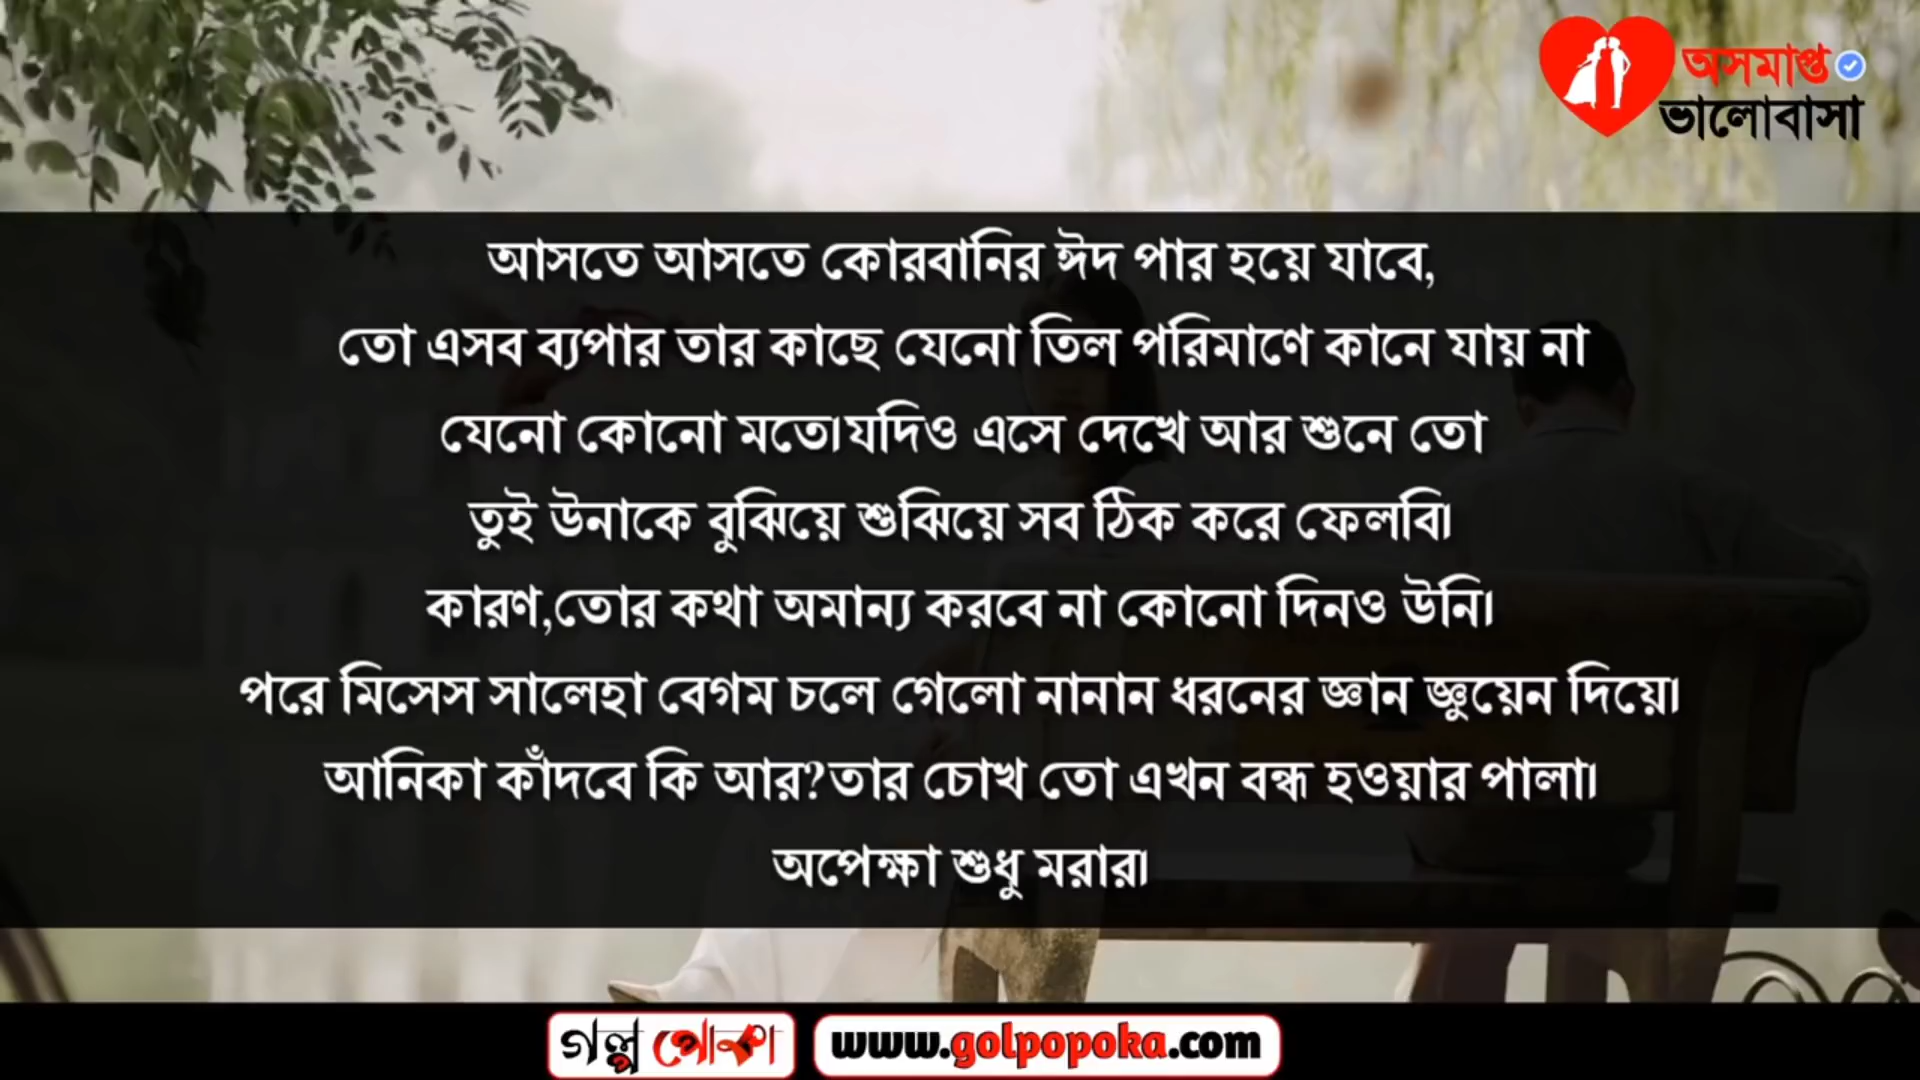 অসমাপ্ত
ভালোবাসা
আসতে আসতে কোরবানির ঈদ পার হয়ে যাবে,
তো এসব ব্যপার তার কাছে যেনো তিল পরিমাণে কানে যায় না
যেনো কোনো মতে।যদিও এসে দেখে আর শুনে তো
তুই উনাকে বুঝিয়ে শুঝিয়ে সব ঠিক করে ফেলবি।
কারণ,তোর কথা অমান্য করবে না কোনো দিনও উনি।
পরে মিসেস সালেহা বেগম চলে গেলো নানান ধরনের জ্ঞান জ্ঞুয়েন দিয়ে।
আনিকা কাঁদবে কি আর?তার চোখ তো এখন বন্ধ হওয়ার পালা।
অপেক্ষা শুধু মরার।
গল্প পোকা
www.golpopoka.com